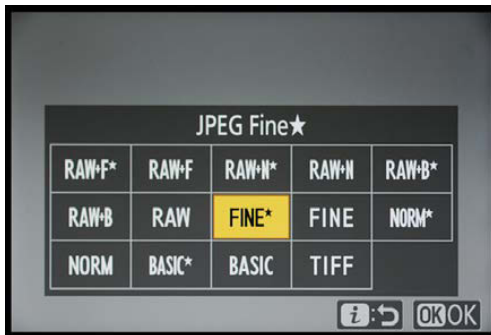 JPEG Fine★
RAW+F★ RAW+F RAW+N★ RAW+N RAW+B★
RAW+B RAW FINE★ FINE NORM★
NORM BASIC★ BASIC TIFF
i:⮌ OK OK